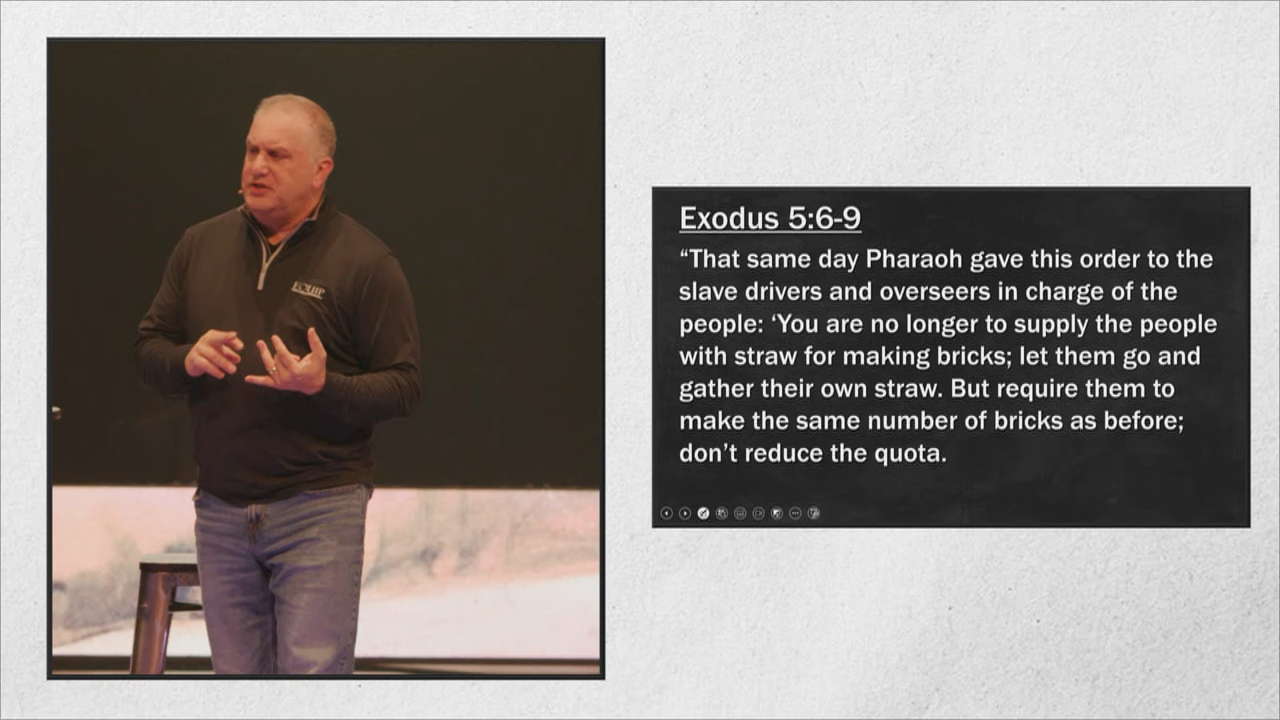 EQUIP
Exodus 5:6-9
“That same day Pharaoh gave this order to the
slave drivers and overseers in charge of the
people: ‘You are no longer to supply the people
with straw for making bricks; let them go and
gather their own straw. But require them to
make the same number of bricks as before;
don’t reduce the quota.